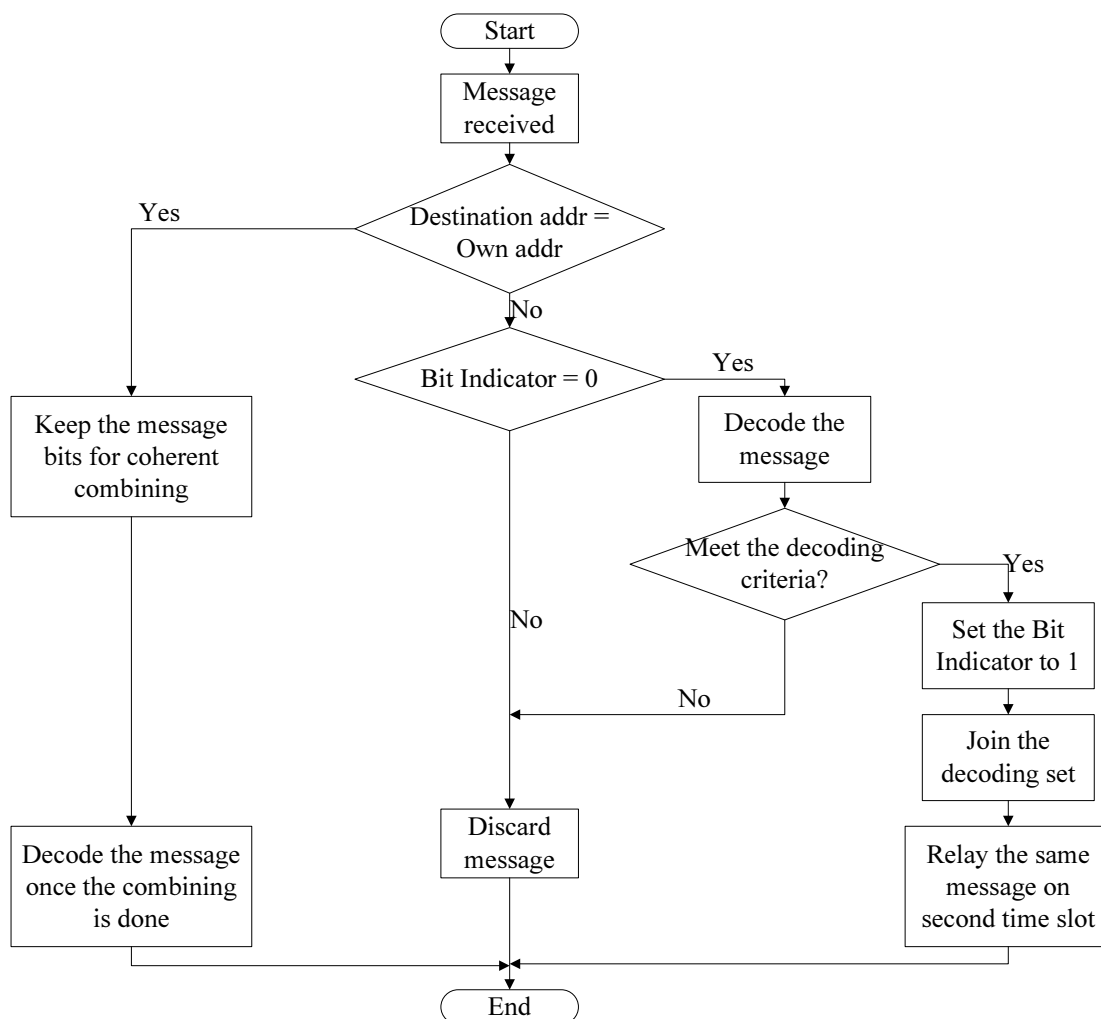 Start
Message
received
Destination addr =
Own addr
Yes
No
Bit Indicator = 0
Yes
Keep the message
bits for coherent
combining
Decode the
message
Meet the decoding
criteria?
Yes
No
Set the Bit
Indicator to 1
No
Join the
decoding set
Discard
message
Decode the message
once the combining
is done
Relay the same
message on
second time slot
End